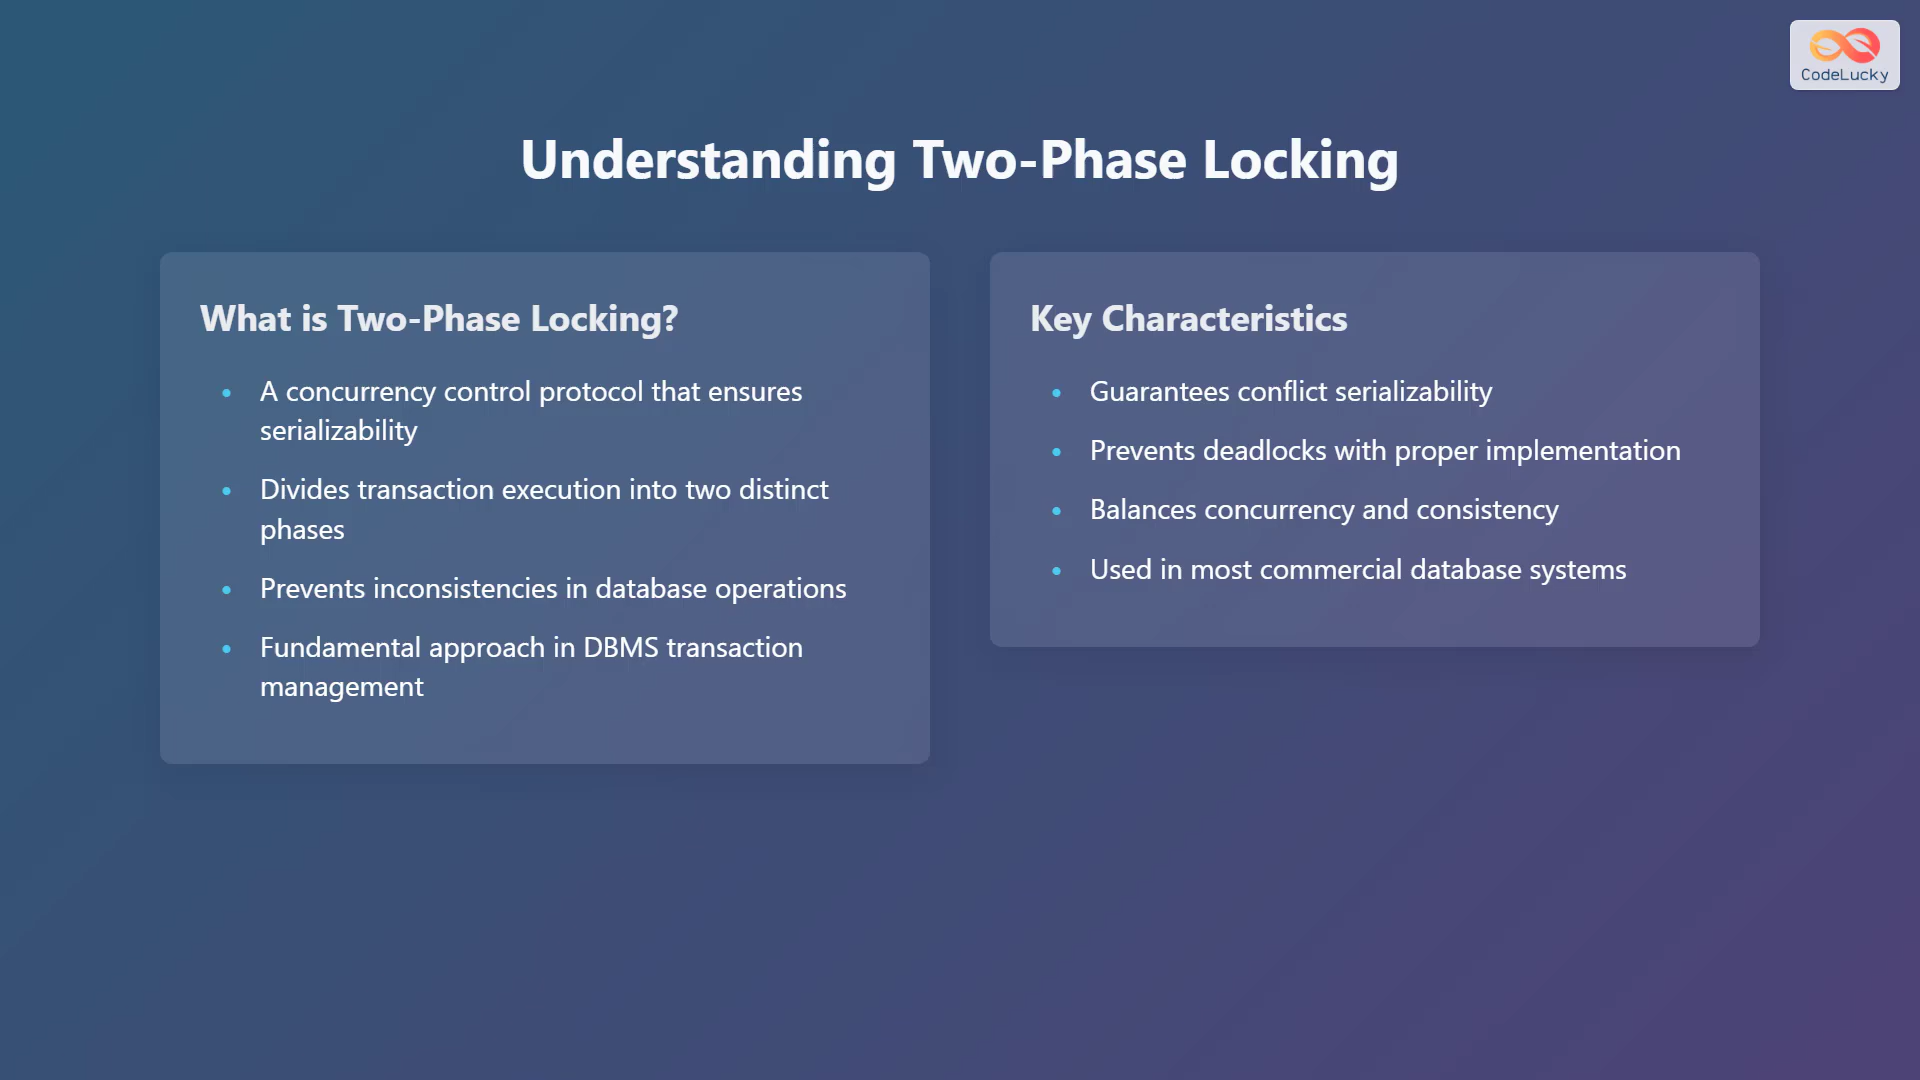 CodeLucky
Understanding Two-Phase Locking
What is Two-Phase Locking?
A concurrency control protocol that ensures
serializability
Divides transaction execution into two distinct
phases
Prevents inconsistencies in database operations
Fundamental approach in DBMS transaction
management
Key Characteristics
Guarantees conflict serializability
Prevents deadlocks with proper implementation
Balances concurrency and consistency
Used in most commercial database systems